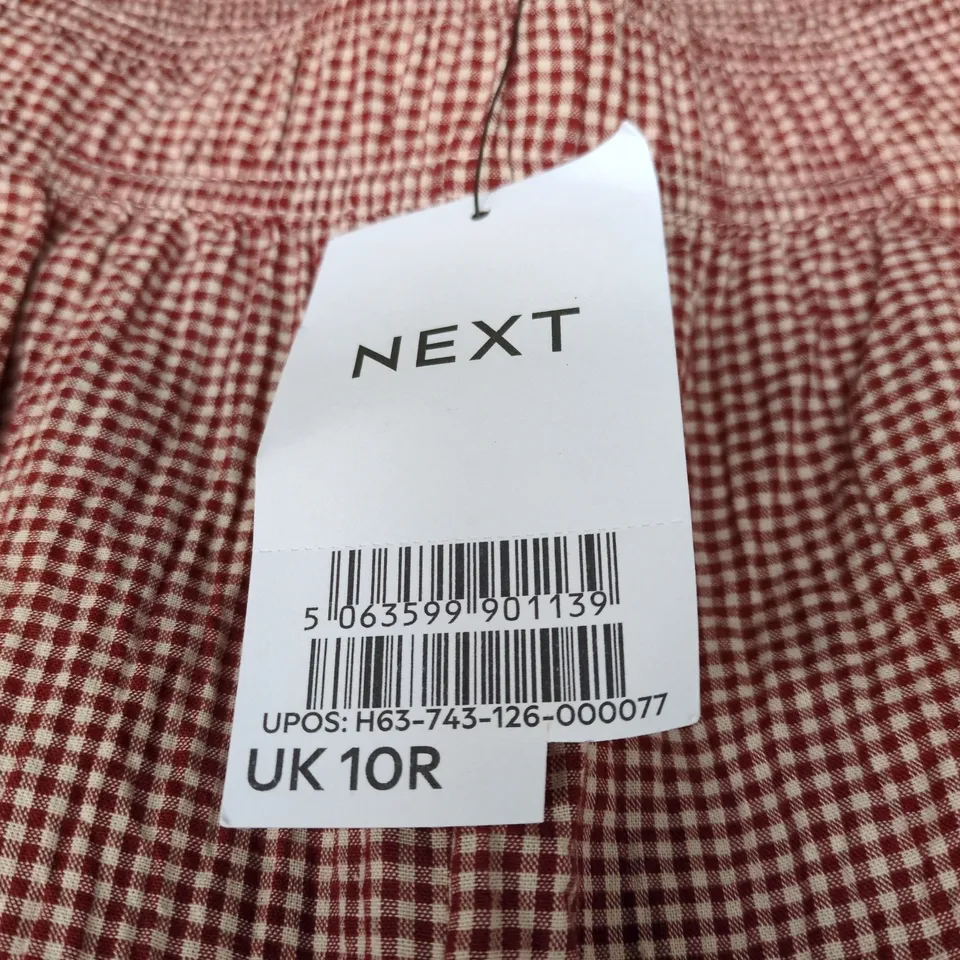 NEXT
5 063599 901139
UPOS: H63-743-126-000077
UK 10R